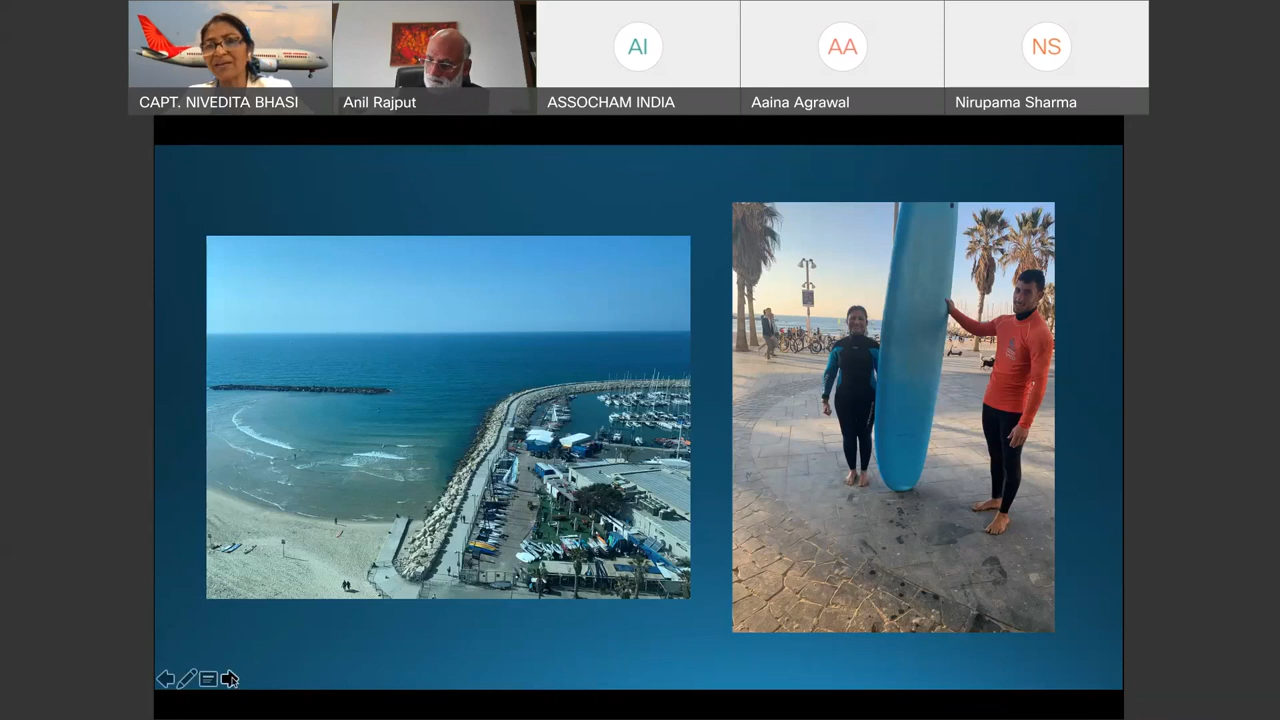 CAPT. NIVEDITA BHASI
Anil Rajput
AI
ASSOCHAM INDIA
AA
Aaina Agrawal
NS
Nirupama Sharma